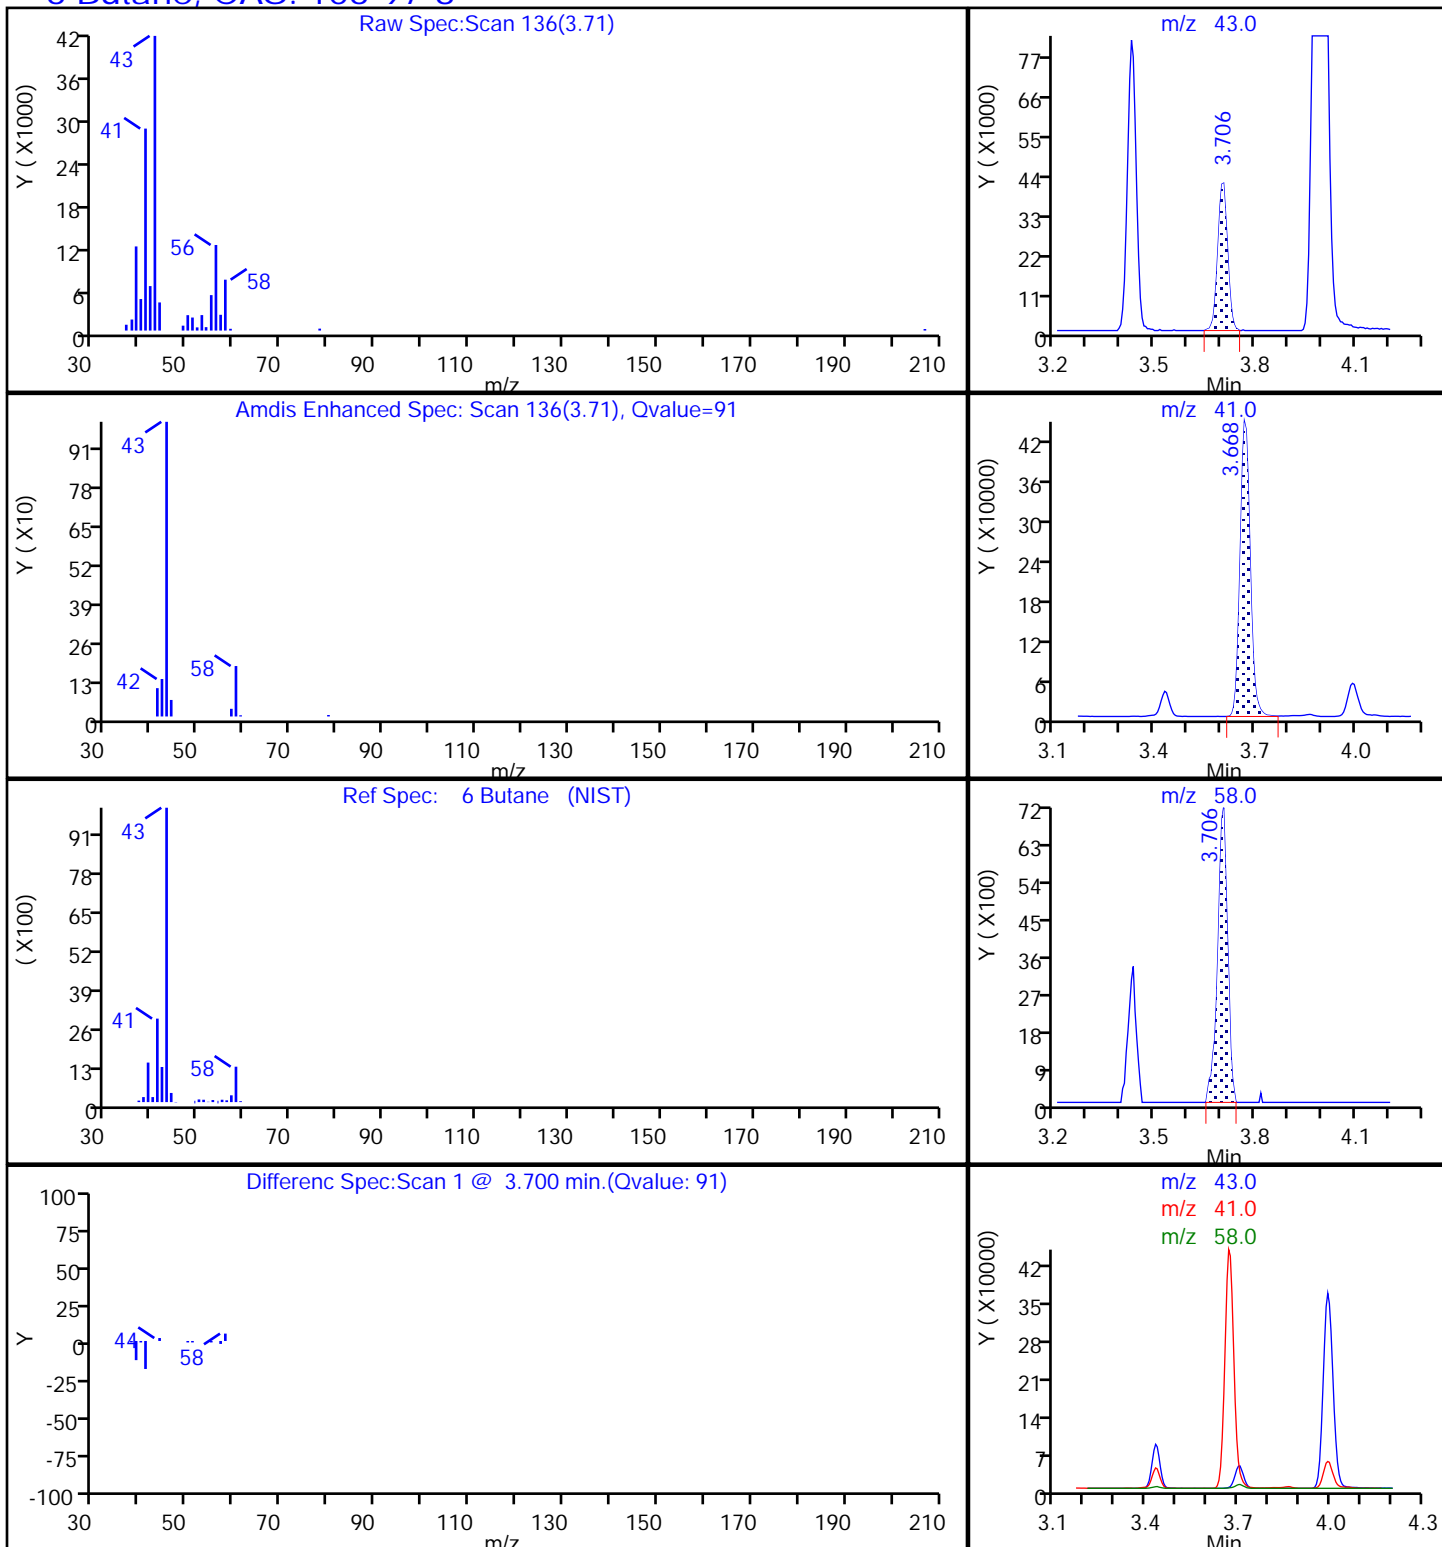 6 Butane, CAS: 106-97-8
Raw Spec:Scan 136(3.71)
Y ( X1000)
42
36
30
24
18
12
6
0
43
41
56
58
30 50 70 90 110 130 150 170 190 210
m/z
m/z 43.0
Y ( X1000)
77
66
55
44
33
22
11
0
3.706
3.2 3.5 3.8 4.1
Min
Amdis Enhanced Spec: Scan 136(3.71), Qvalue=91
Y ( X10)
91
78
65
52
39
26
13
0
43
42
58
30 50 70 90 110 130 150 170 190 210
m/z
m/z 41.0
Y ( X10000)
42
36
30
24
18
12
6
0
3.668
3.1 3.4 3.7 4.0
Min
Ref Spec: 6 Butane (NIST)
( X100)
91
78
65
52
39
26
13
0
43
41
58
30 50 70 90 110 130 150 170 190 210
m/z 58.0
Y ( X100)
72
63
54
45
36
27
18
9
0
3.706
3.2 3.5 3.8 4.1
Min
Differenc Spec:Scan 1 @ 3.700 min.(Qvalue: 91)
Y
100
75
50
25
0
-25
-50
-75
-100
44
58
30 50 70 90 110 130 150 170 190 210
m/z
m/z 43.0
m/z 41.0
m/z 58.0
Y ( X10000)
42
35
28
21
14
7
0
3.1 3.4 3.7 4.0 4.3
Min